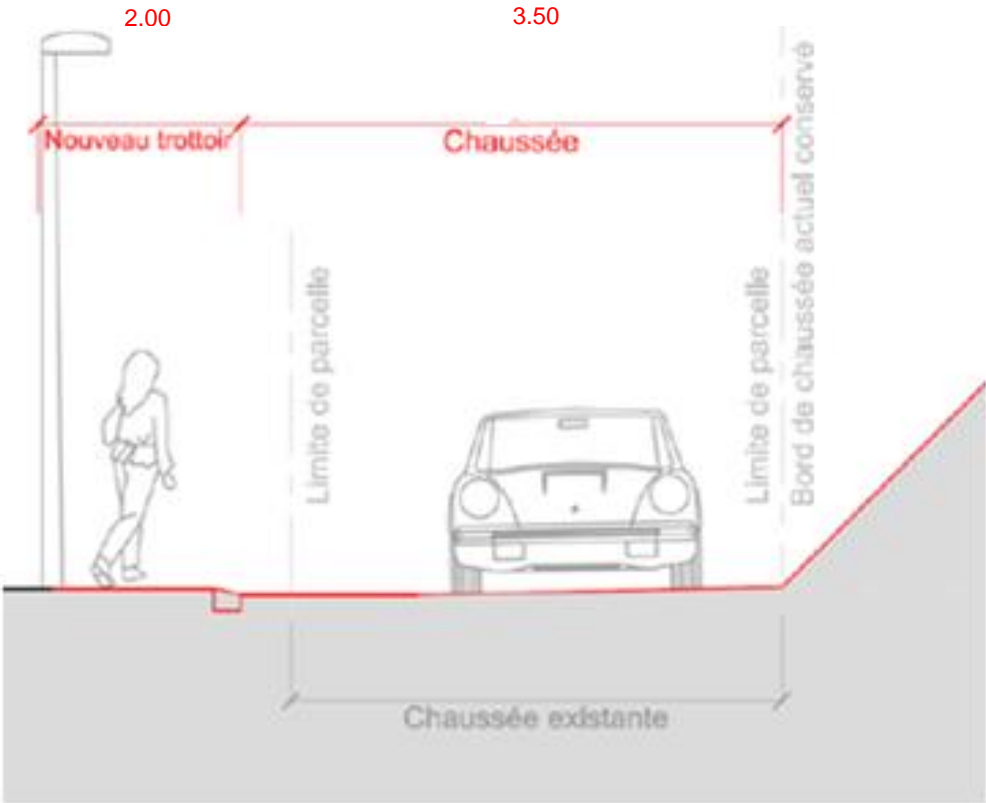 2.00
3.50
Nouveau trottoir
Chaussée
Limite de parcelle
Limite de parcelle
Bord de chaussée actuel conservé
Chaussée existante